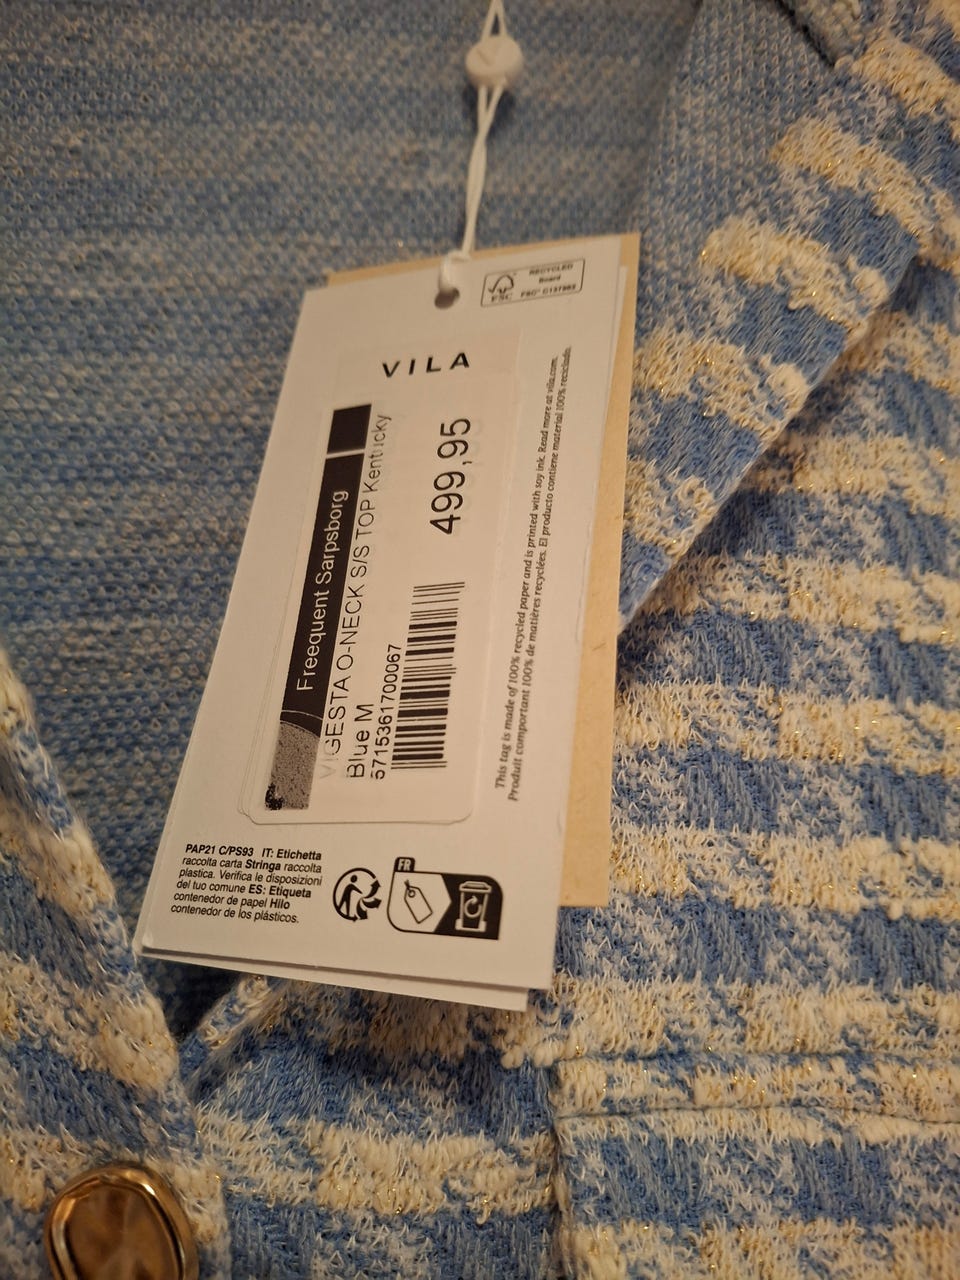 FSC
RECYCLED
Board
FSC® C137982
VILA
Freequent Sarpsborg
VIGESTA O-NECK S/S TOP Kentucky
Blue M
499,95
5715361700067
This tag is made of 100% recycled paper and is printed with soy ink. Read more at vila.com.
Produit comportant 100% de matières recyclées. El producto contiene material 100% reciclado.
PAP21 C/PS93 IT: Etichetta
raccolta carta Stringa raccolta
plastica. Verifica le disposizioni
del tuo comune ES: Etiqueta
contenedor de papel Hilo
contenedor de los plásticos.
FR